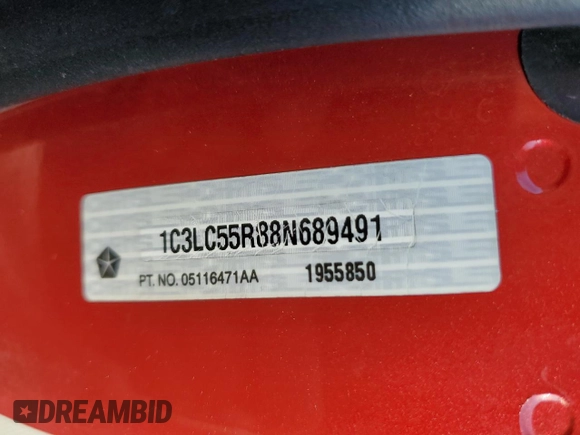 1C3LC55R88N689491
PT. NO. 05116471AA 1955850
DREAMBID